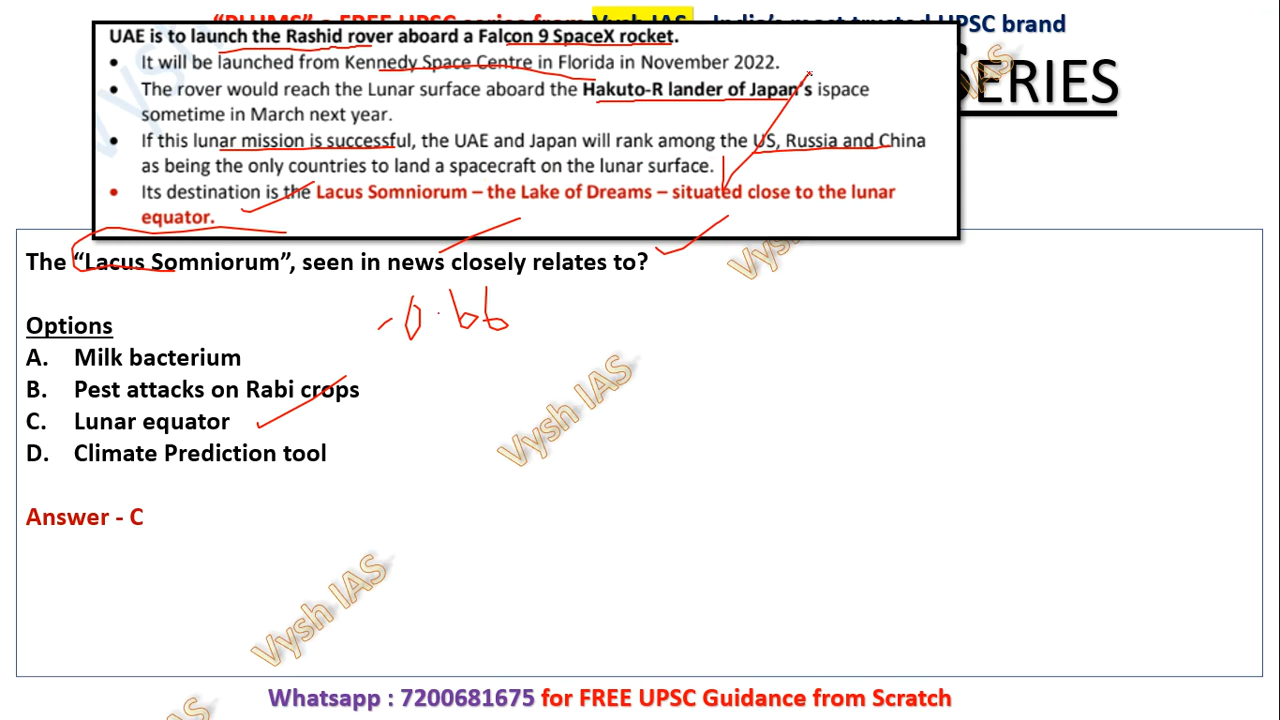 "PLUMS" a FREE UPSC series from Vysh IAS – India's most trusted UPSC brand
SERIES
UAE is to launch the Rashid rover aboard a Falcon 9 SpaceX rocket.
• It will be launched from Kennedy Space Centre in Florida in November 2022.
• The rover would reach the Lunar surface aboard the Hakuto-R lander of Japan's ispace
sometime in March next year.
• If this lunar mission is successful, the UAE and Japan will rank among the US, Russia and China
as being the only countries to land a spacecraft on the lunar surface.
• Its destination is the Lacus Somniorum – the Lake of Dreams – situated close to the lunar
equator.
The “Lacus Somniorum”, seen in news closely relates to?
-0.66
Options
A. Milk bacterium
B. Pest attacks on Rabi crops
C. Lunar equator
D. Climate Prediction tool
Answer - C
Vysh IAS
Vysh IAS
Whatsapp : 7200681675 for FREE UPSC Guidance from Scratch